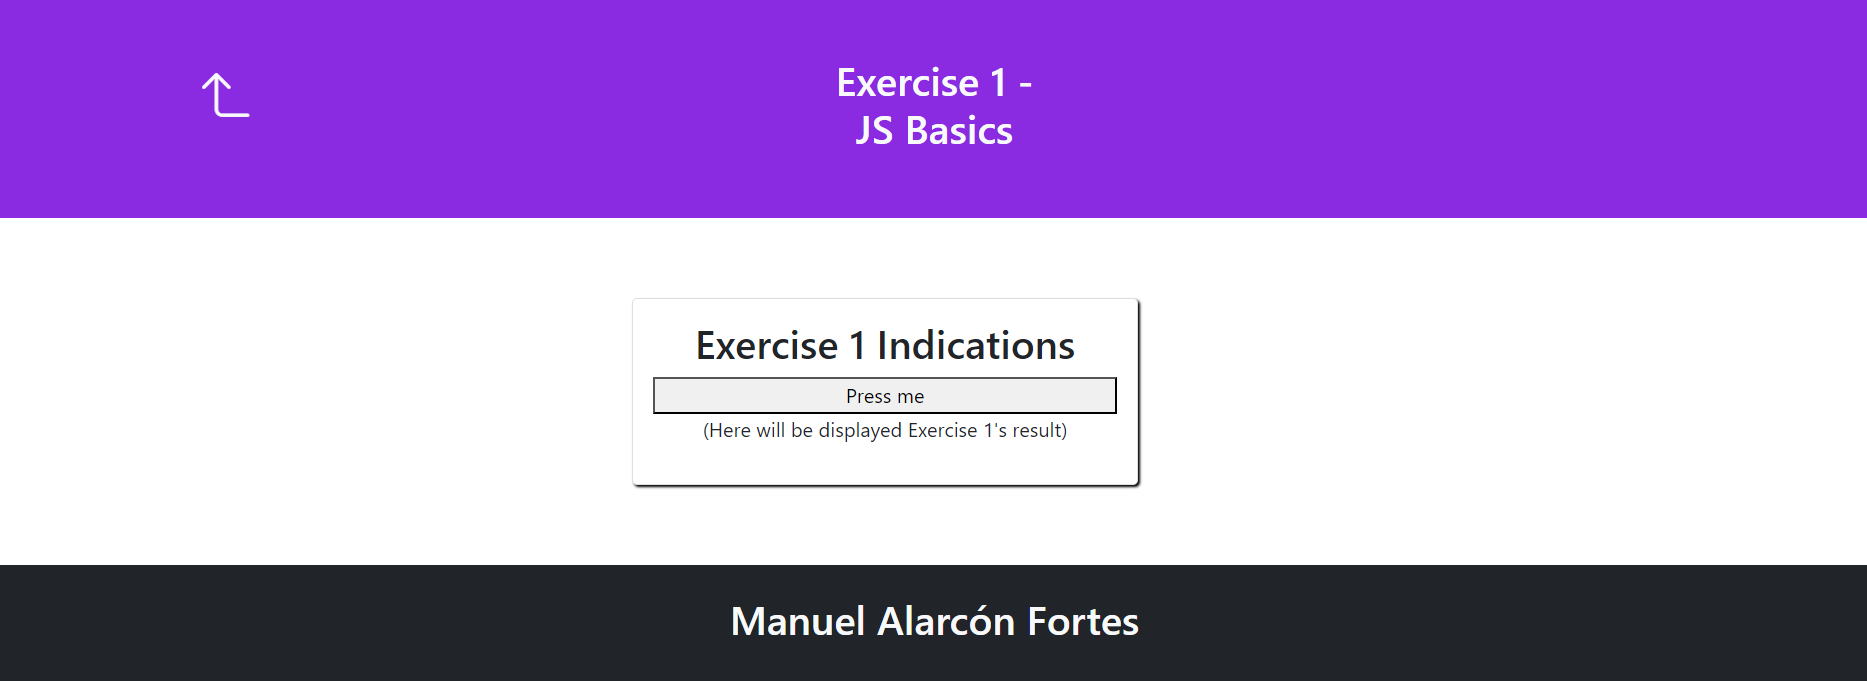 Exercise 1 -
JS Basics
Exercise 1 Indications
Press me
(Here will be displayed Exercise 1's result)
Manuel Alarcón Fortes